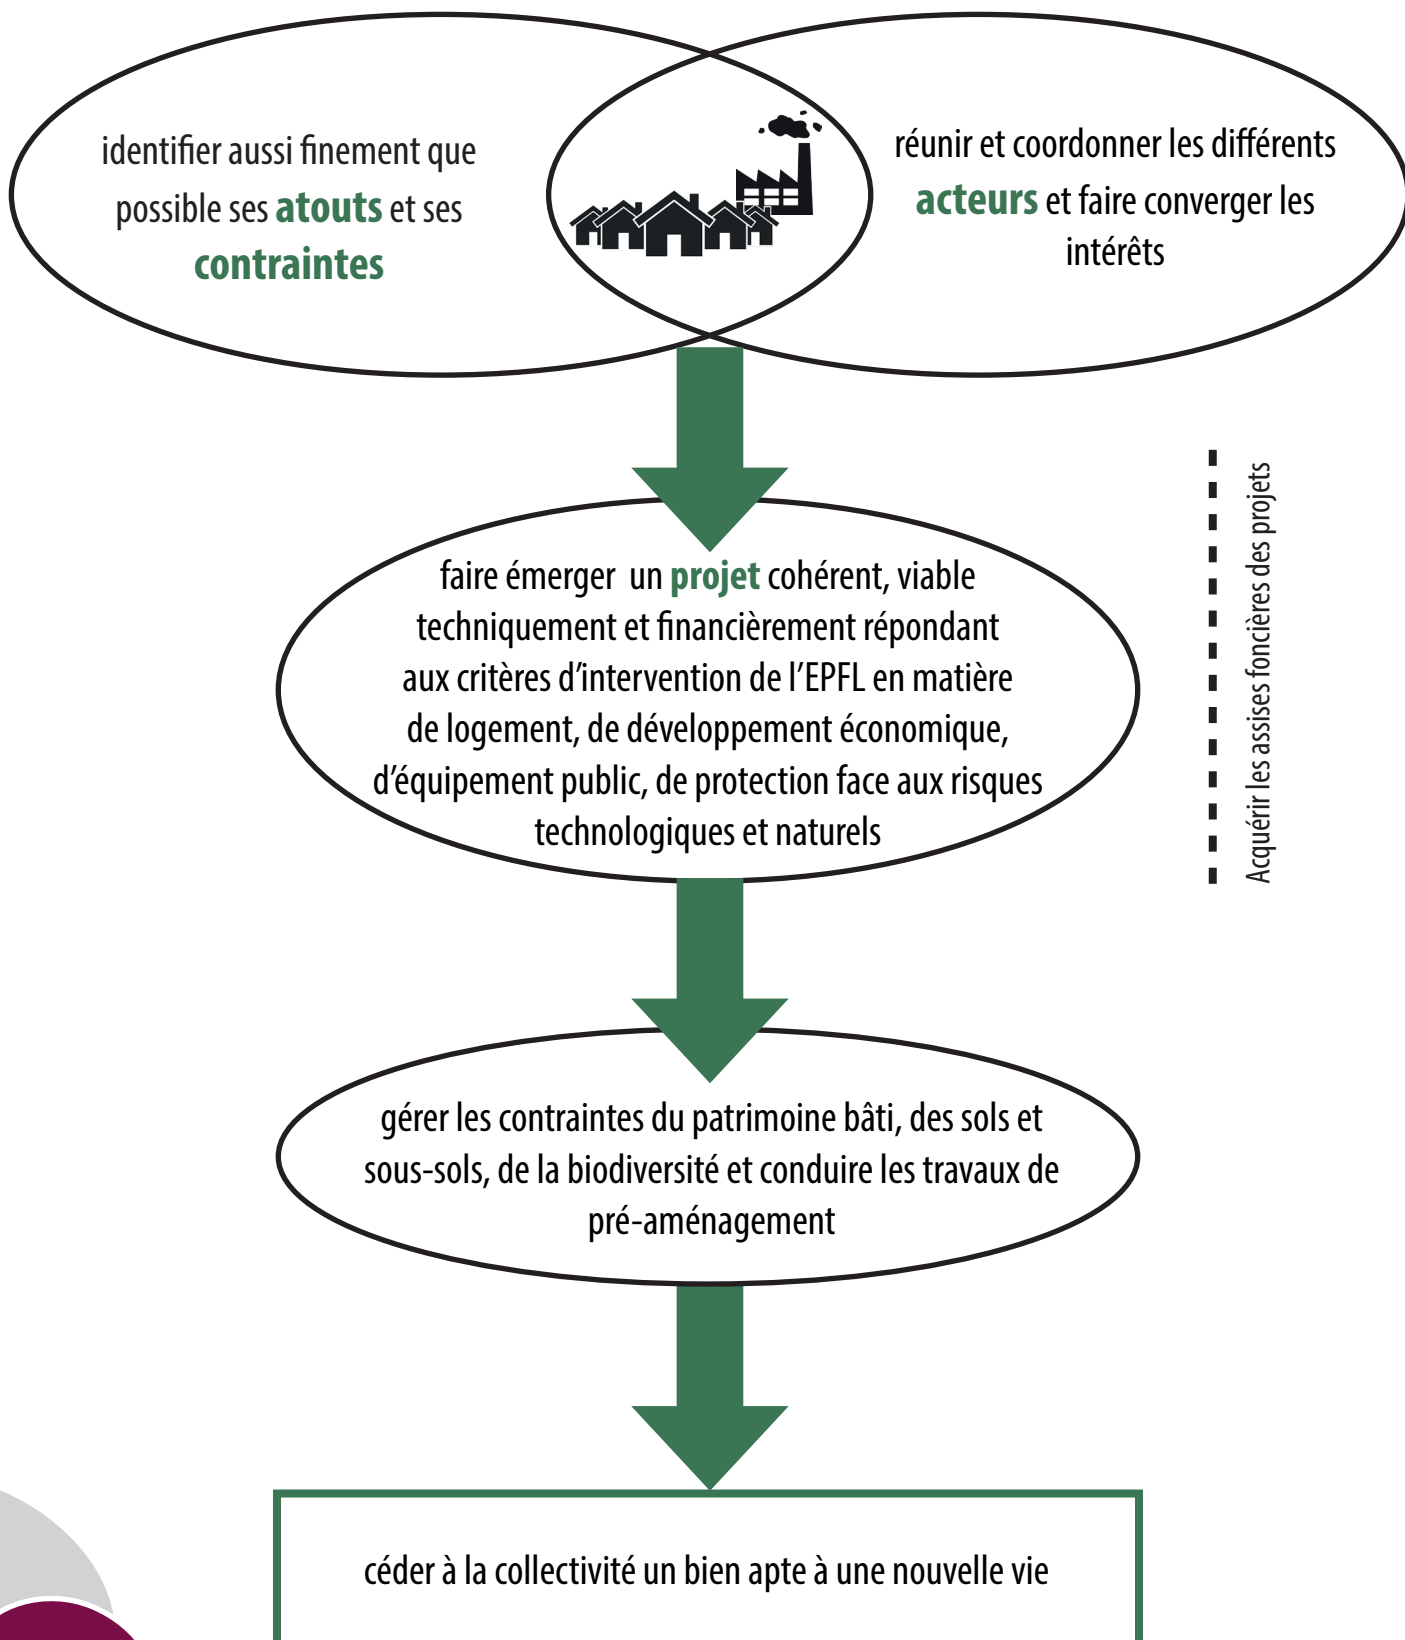 identifier aussi finement que
possible ses atouts et ses
contraintes
réunir et coordonner les différents
acteurs et faire converger les
intérêts
faire émerger  un projet cohérent, viable
techniquement et financièrement répondant
aux critères d’intervention de l’EPFL en matière
de logement, de développement économique,
d’équipement public, de protection face aux risques
technologiques et naturels
Acquérir les assises foncières des projets
gérer les contraintes du patrimoine bâti, des sols et
sous-sols, de la biodiversité et conduire les travaux de
pré-aménagement
céder à la collectivité un bien apte à une nouvelle vie